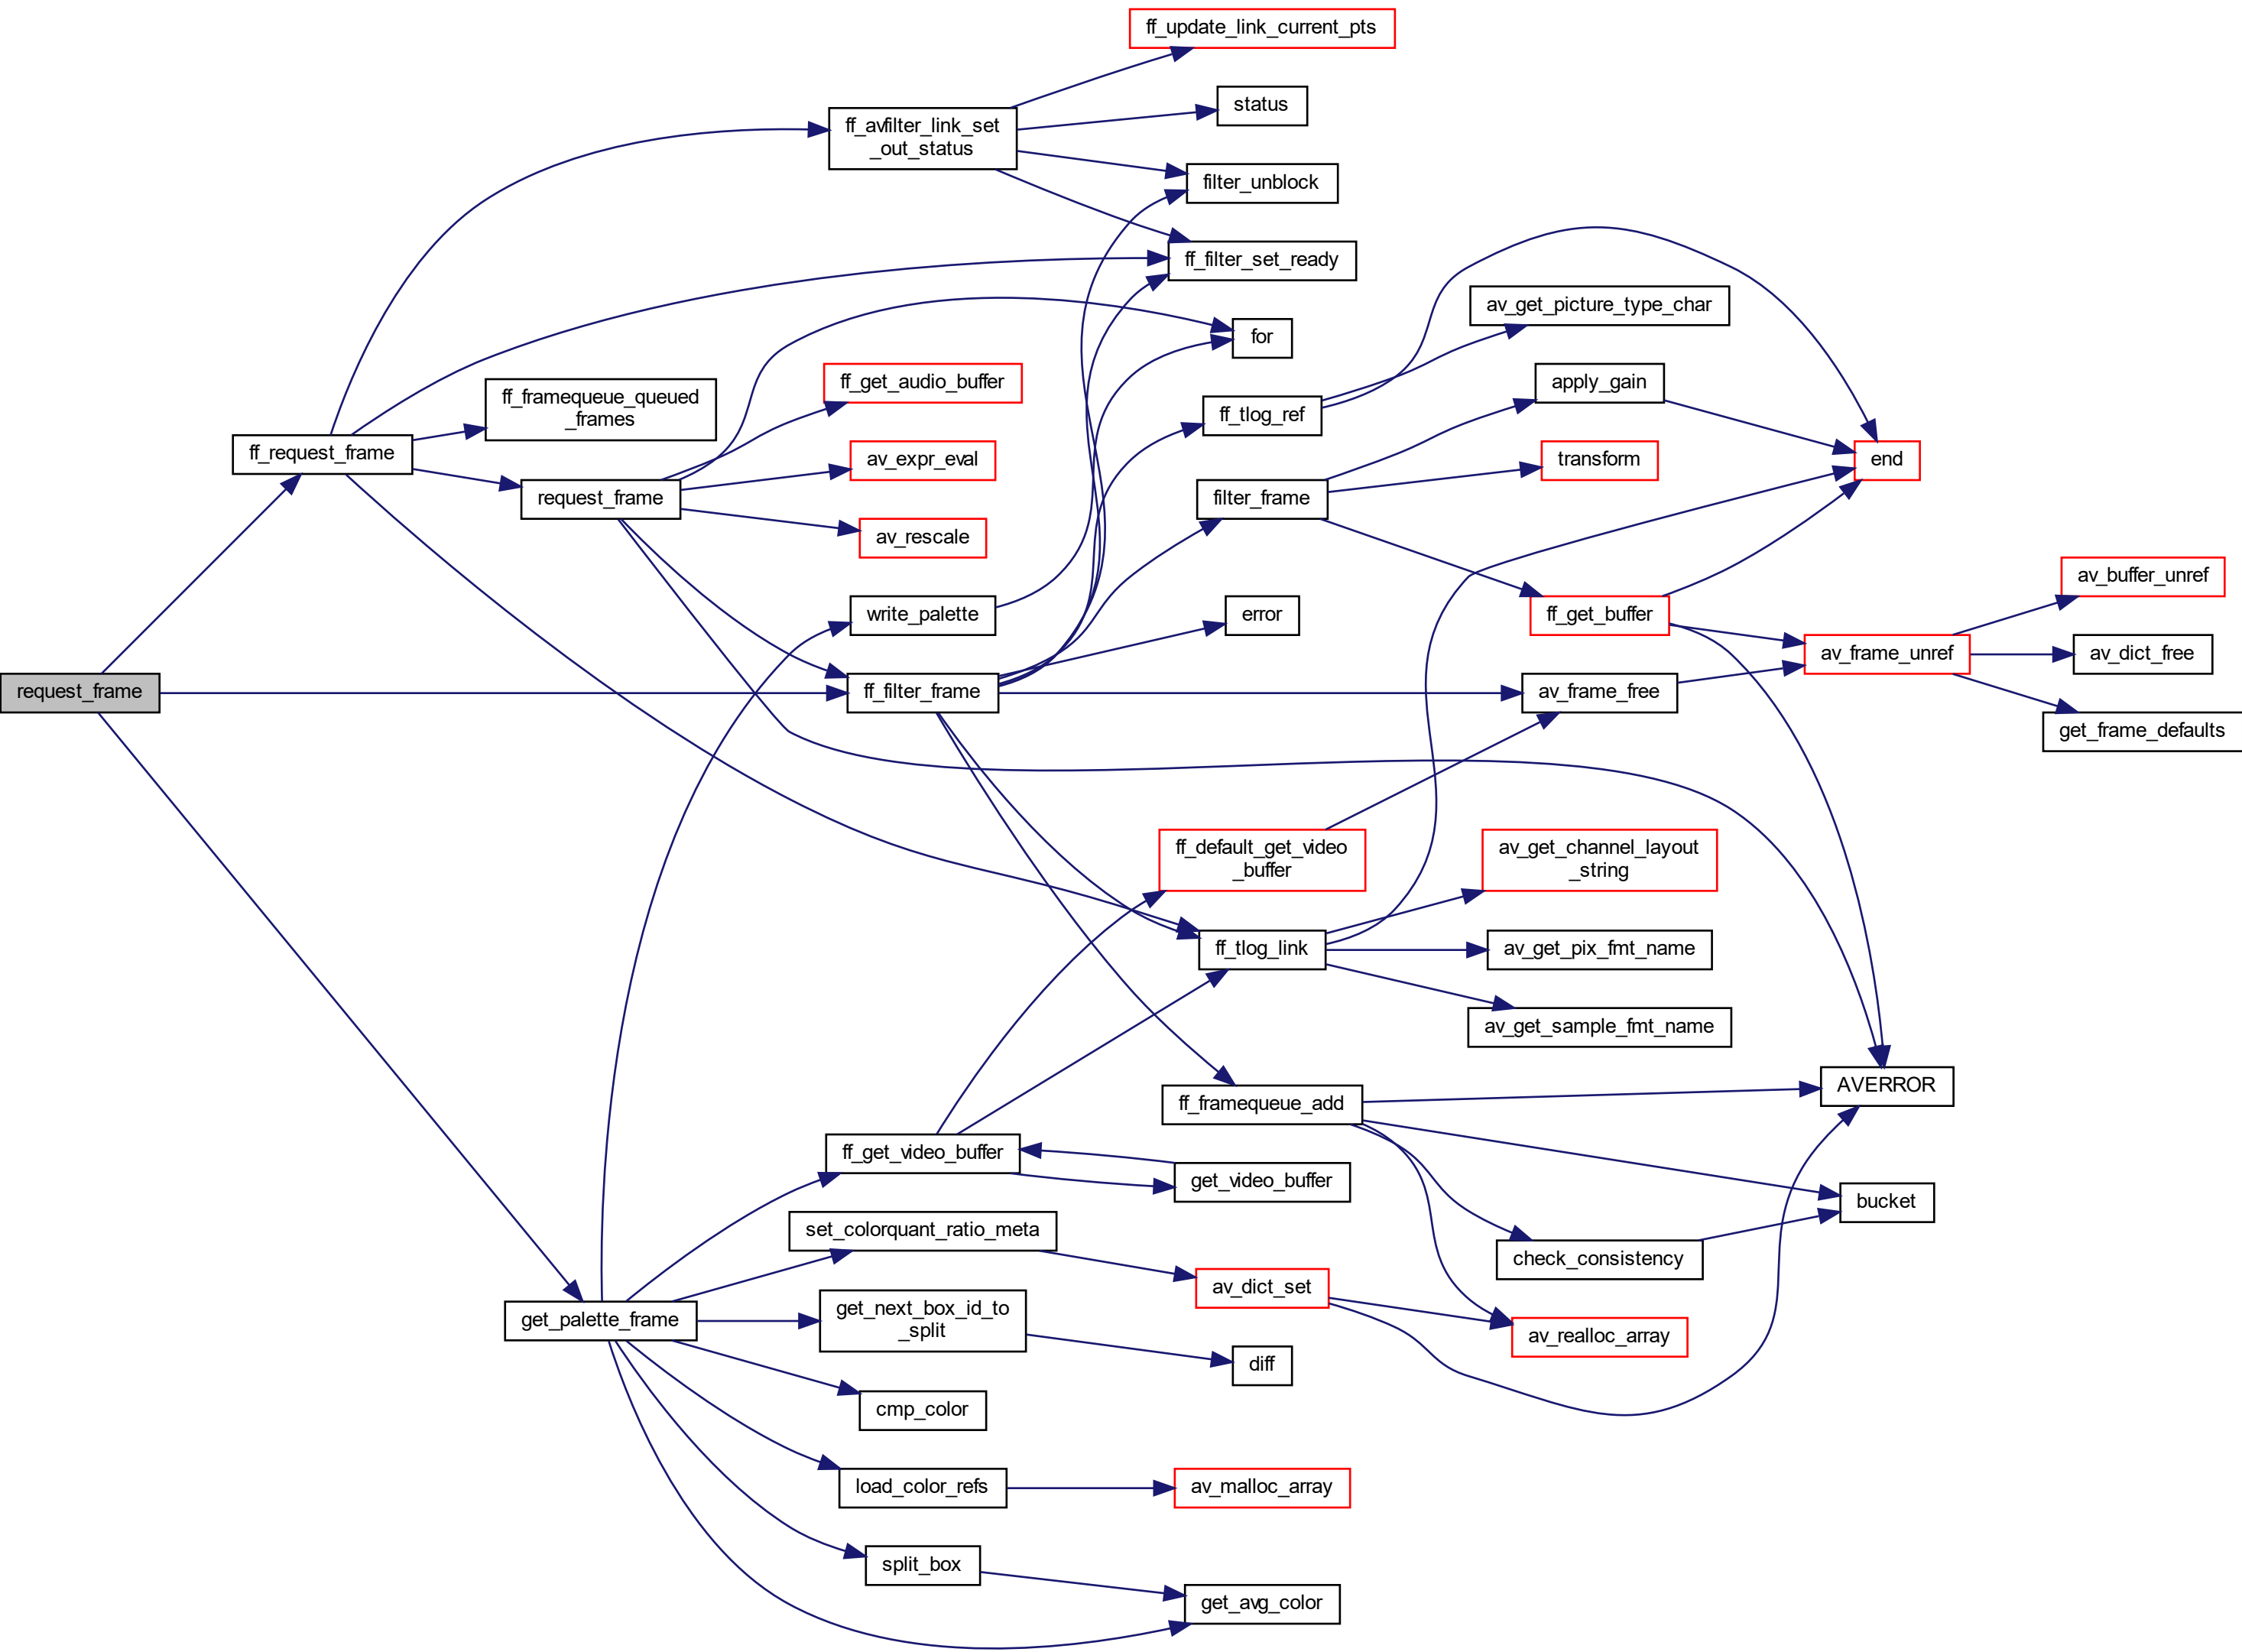 ff_update_link_current_pts
status
ff_avfilter_link_set
_out_status
filter_unblock
ff_filter_set_ready
av_get_picture_type_char
for
ff_get_audio_buffer
apply_gain
ff_framequeue_queued
_frames
ff_tlog_ref
ff_request_frame
av_expr_eval
transform
end
request_frame
filter_frame
av_rescale
av_buffer_unref
write_palette
error
ff_get_buffer
av_frame_unref
av_dict_free
request_frame
ff_filter_frame
av_frame_free
get_frame_defaults
ff_default_get_video
_buffer
av_get_channel_layout
_string
ff_tlog_link
av_get_pix_fmt_name
av_get_sample_fmt_name
AVERROR
ff_framequeue_add
ff_get_video_buffer
get_video_buffer
bucket
set_colorquant_ratio_meta
check_consistency
av_dict_set
get_palette_frame
get_next_box_id_to
_split
av_realloc_array
diff
cmp_color
load_color_refs
av_malloc_array
split_box
get_avg_color